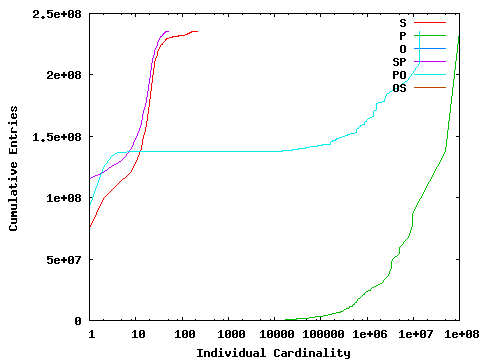 2.5e+08
2e+08
1.5e+08
1e+08
5e+07
0
Cumulative Entries
S
P
O
SP
PO
OS
1 10 100 1000 10000 100000 1e+06 1e+07 1e+08
Individual Cardinality